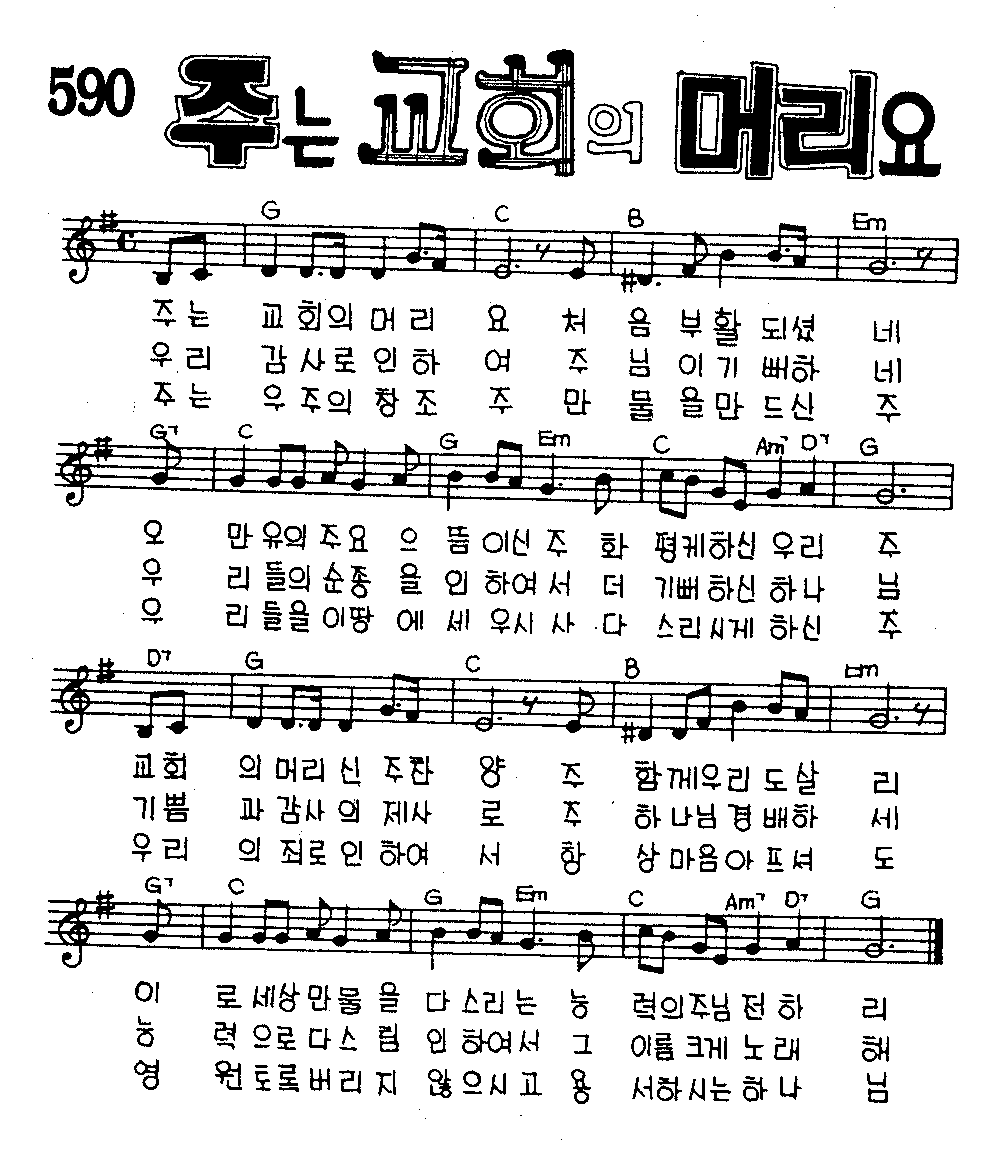 590 주는 교회의 머리요
G C B Em
주는 교회의 머리 요 처 음 부활 되셨 네
우리 감사로 인하 여 주 님 이기 뻐하 네
주는 우주의 창조 주 만 물 을만 드신 주
G7 C G Em C Am7 D7 G
오 만유의 주요 으 뜸이신 주 화 평케하신 우리 주
우 리들의 순종 을 인하여서 더 기뻐하신 하나 님
우 리들을 이땅 에 세우시사 다 스리시게 하신 주
D7 G C B Em
교회 의머리 신 주찬 양 주 함께우리 도살 리
기쁨 과감사 의 제사 로 주 하나님 경배하 세
우리 의죄로 인 하여 서 항 상마음 아프셔 도
G7 C G Em C Am7 D7 G
이 로세상만물 을 다스리는 능 력의주님 전하 리
능 력으로다스 림 인하여서 그 이름크게 노래 해
영 원토록버리 지 않으시고 용 서하시는 하나 님